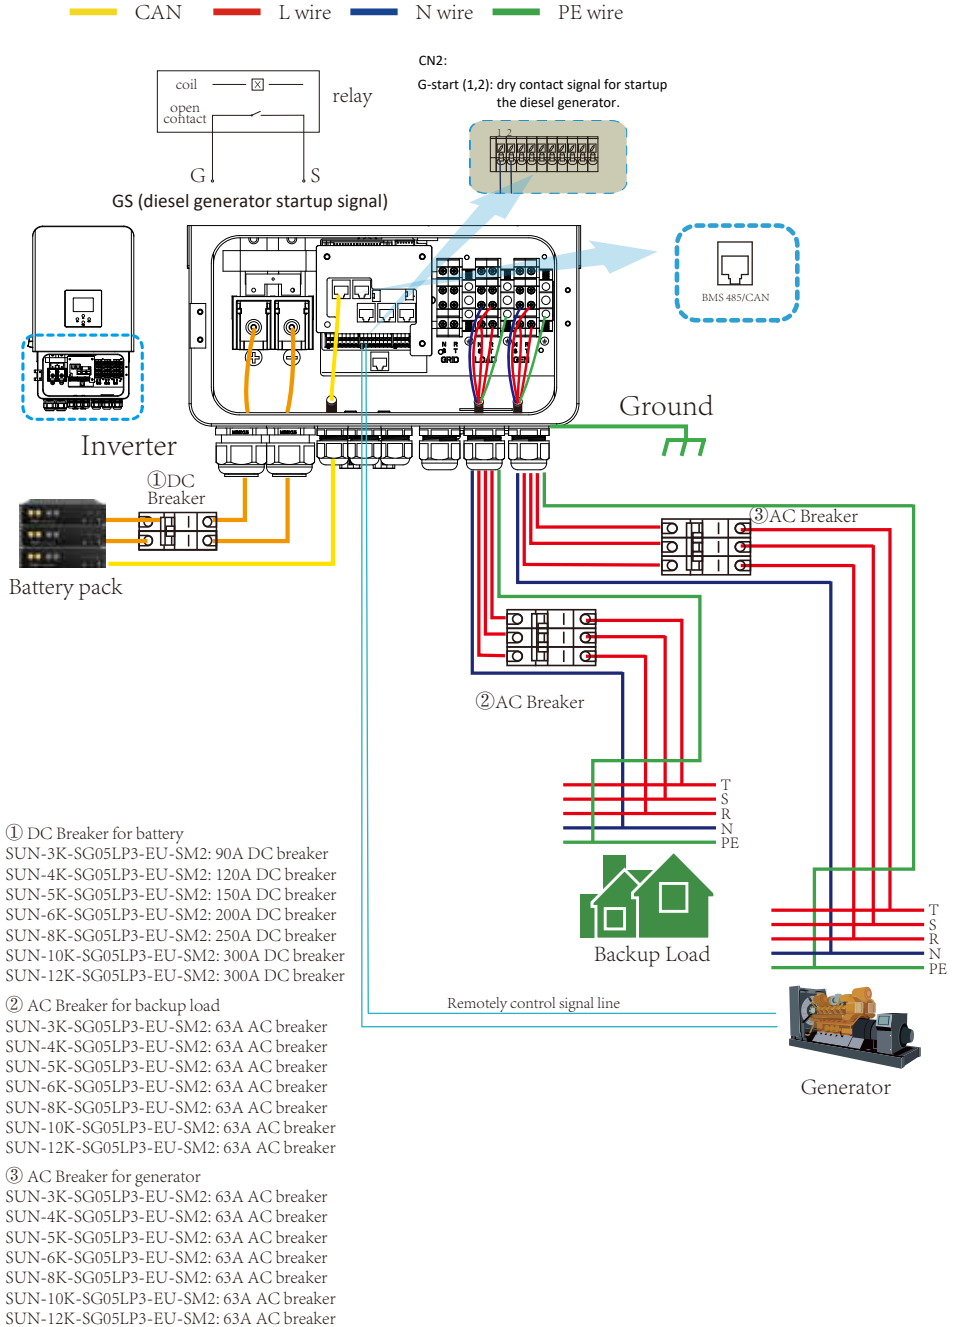 CAN L wire N wire PE wire
CN2:
G-start (1,2): dry contact signal for startup
the diesel generator.
coil
open
contact
relay
G S
GS (diesel generator startup signal)
1 2
BMS 485/CAN
N R
S T
GRID
N R
S T
LOAD
N R
S T
GEN
Ground
Inverter
①DC
Breaker
③AC Breaker
Battery pack
②AC Breaker
T
S
R
N
PE
Backup Load
T
S
R
N
PE
Remotely control signal line
Generator
① DC Breaker for battery
SUN-3K-SG05LP3-EU-SM2: 90A DC breaker
SUN-4K-SG05LP3-EU-SM2: 120A DC breaker
SUN-5K-SG05LP3-EU-SM2: 150A DC breaker
SUN-6K-SG05LP3-EU-SM2: 200A DC breaker
SUN-8K-SG05LP3-EU-SM2: 250A DC breaker
SUN-10K-SG05LP3-EU-SM2: 300A DC breaker
SUN-12K-SG05LP3-EU-SM2: 300A DC breaker
② AC Breaker for backup load
SUN-3K-SG05LP3-EU-SM2: 63A AC breaker
SUN-4K-SG05LP3-EU-SM2: 63A AC breaker
SUN-5K-SG05LP3-EU-SM2: 63A AC breaker
SUN-6K-SG05LP3-EU-SM2: 63A AC breaker
SUN-8K-SG05LP3-EU-SM2: 63A AC breaker
SUN-10K-SG05LP3-EU-SM2: 63A AC breaker
SUN-12K-SG05LP3-EU-SM2: 63A AC breaker
③ AC Breaker for generator
SUN-3K-SG05LP3-EU-SM2: 63A AC breaker
SUN-4K-SG05LP3-EU-SM2: 63A AC breaker
SUN-5K-SG05LP3-EU-SM2: 63A AC breaker
SUN-6K-SG05LP3-EU-SM2: 63A AC breaker
SUN-8K-SG05LP3-EU-SM2: 63A AC breaker
SUN-10K-SG05LP3-EU-SM2: 63A AC breaker
SUN-12K-SG05LP3-EU-SM2: 63A AC breaker